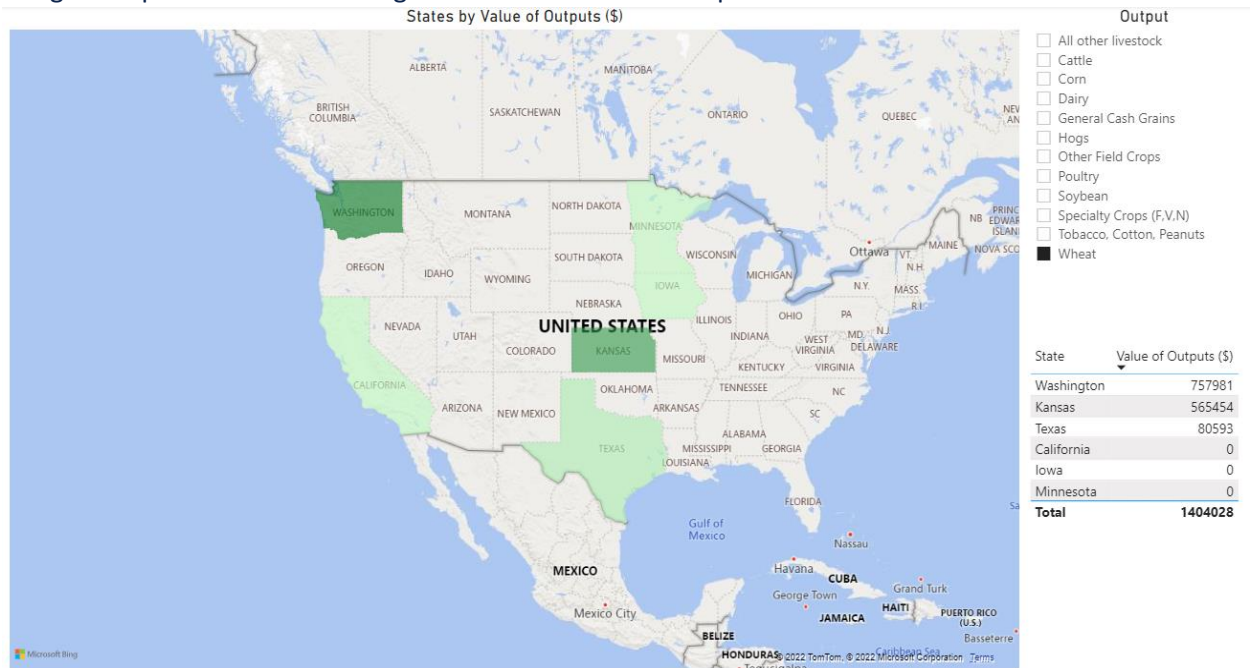 States by Value of Outputs ($)
ALBERTA
MANITOBA
BRITISH
COLUMBIA
SASKATCHEWAN
ONTARIO
QUEBEC
WASHINGTON
MONTANA
NORTH DAKOTA
MINNESOTA
OREGON
IDAHO
WYOMING
SOUTH DAKOTA
WISCONSIN
MICHIGAN
Ottawa
VT
MAINE
NB
NOVA SCO
N.H.
N.Y.
MASS.
R.I.
IOWA
NEBRASKA
UNITED STATES
NEVADA
UTAH
COLORADO
KANSAS
MISSOURI
ILLINOIS
INDIANA
OHIO
PA
WEST
VIRGINIA
MD
N.J
DELAWARE
KENTUCKY
VIRGINIA
CALIFORNIA
ARIZONA
NEW MEXICO
OKLAHOMA
ARKANSAS
TENNESSEE
NC
SC
TEXAS
MISSISSIPPI
ALABAMA
GEORGIA
LOUISIANA
FLORIDA
Gulf of
Mexico
Nassau
MEXICO
Havana
CUBA
George Town
Grand Turk
Mexico City
JAMAICA
HAITI
PUERTO RICO
(U.S.)
BELIZE
Basseterre
HONDURAS
Caribbean Sea
Microsoft Bing
© 2022 TomTom, © 2022 Microsoft Corporation Terms
Output
All other livestock
Cattle
Corn
Dairy
General Cash Grains
Hogs
Other Field Crops
Poultry
Soybean
Specialty Crops (F,V,N)
Tobacco, Cotton, Peanuts
Wheat
State Value of Outputs ($)
Washington 757981
Kansas 565454
Texas 80593
California 0
Iowa 0
Minnesota 0
Total 1404028